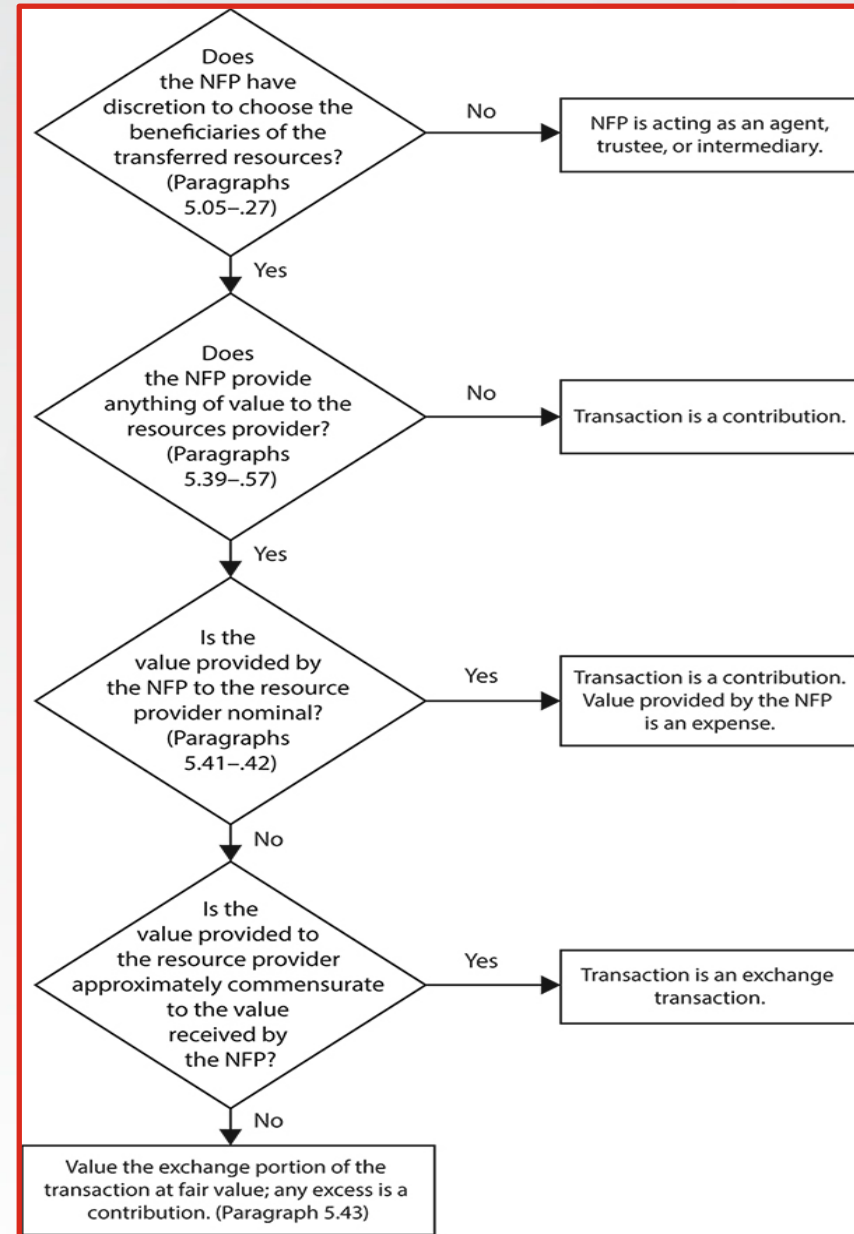 Does
the NFP have
discretion to choose the
beneficiaries of the
transferred resources?
(Paragraphs
5.05–.27)
No
NFP is acting as an agent,
trustee, or intermediary.
Yes
Does
the NFP provide
anything of value to the
resources provider?
(Paragraphs
5.39–.57)
No
Transaction is a contribution.
Yes
Is the
value provided by
the NFP to the resource
provider nominal?
(Paragraphs
5.41–.42)
Yes
Transaction is a contribution.
Value provided by the NFP
is an expense.
No
Is the
value provided to
the resource provider
approximately commensurate
to the value
received by
the NFP?
Yes
Transaction is an exchange
transaction.
No
Value the exchange portion of the
transaction at fair value; any excess is a
contribution. (Paragraph 5.43)